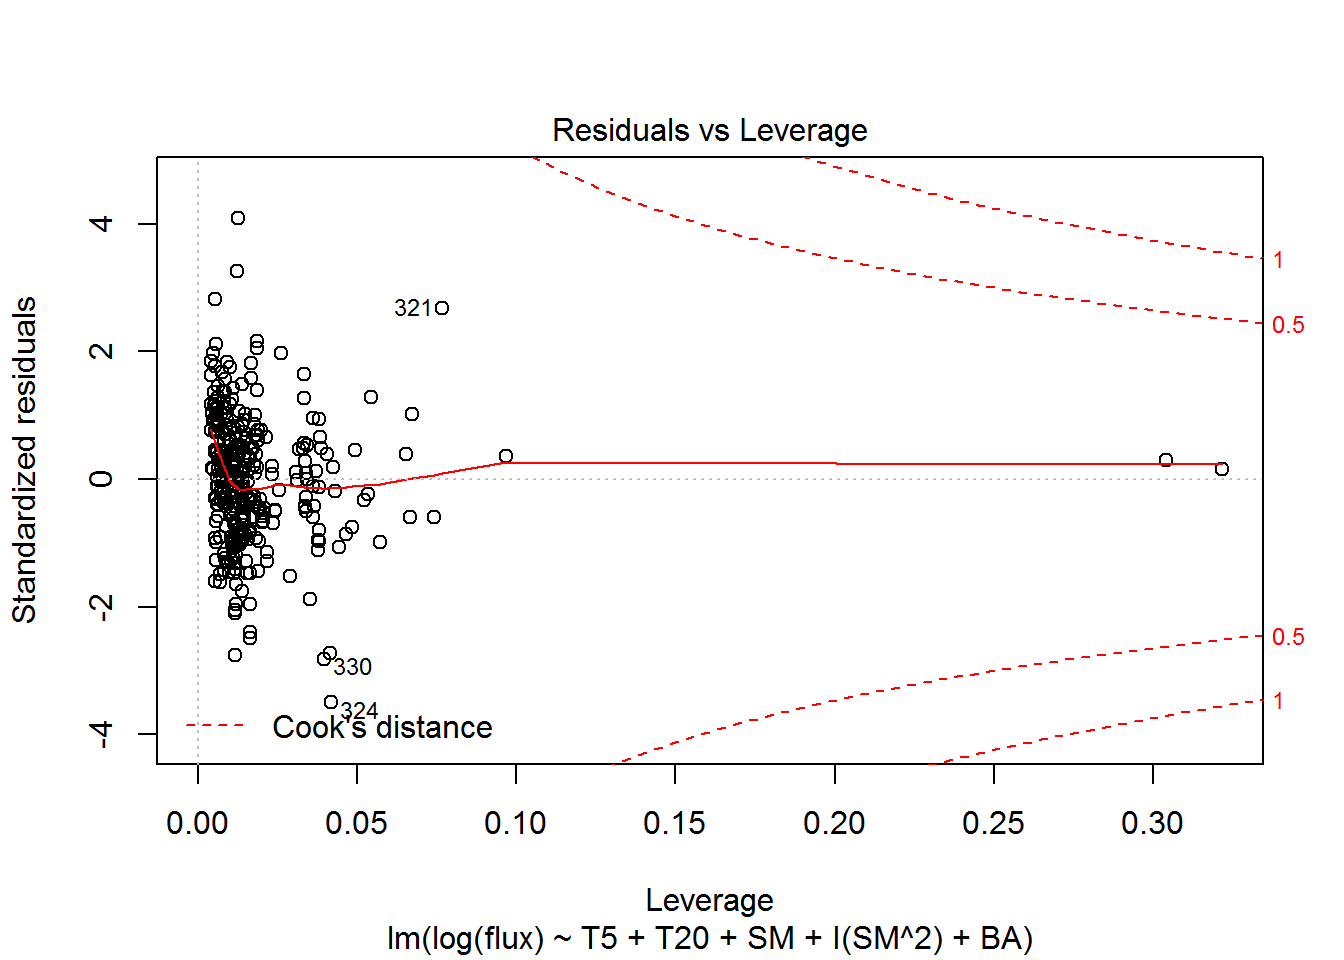 Residuals vs Leverage
Standardized residuals
4
2
0
-2
-4
321
330
324
Cook's distance
1
0.5
0.5
1
0.00 0.05 0.10 0.15 0.20 0.25 0.30
Leverage
lm(log(flux) ~ T5 + T20 + SM + I(SM^2) + BA)